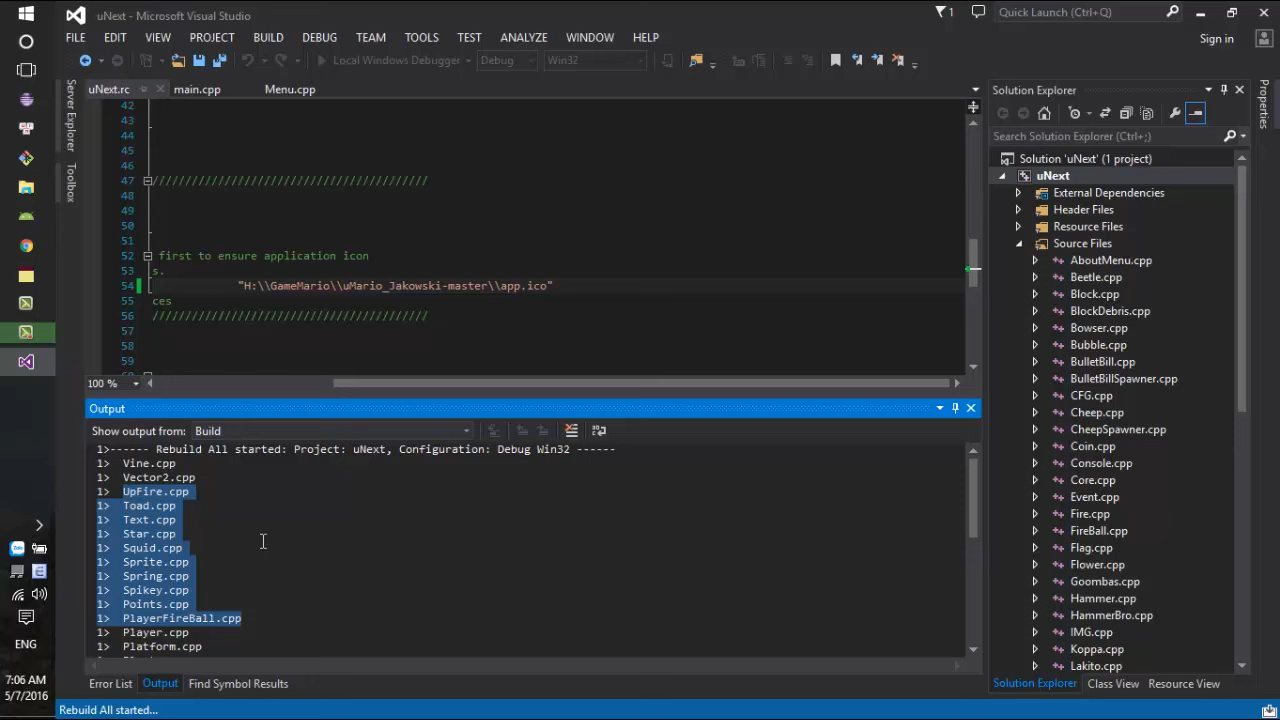 uNext - Microsoft Visual Studio
1
Quick Launch (Ctrl+Q)
FILE EDIT VIEW PROJECT BUILD DEBUG TEAM TOOLS TEST ANALYZE WINDOW HELP
Sign in
Local Windows Debugger Debug Win32
Server Explorer
Toolbox
uNext.rc main.cpp Menu.cpp
42
43
44
45
46
47 //////////////////////////////////////////
48
49
50
51
52 first to ensure application icon
53 s.
54 "H:\\GameMario\\uMario_Jakowski-master\\app.ico"
55 ces
56 //////////////////////////////////////////
57
58
59
100 %
Output
Show output from: Build
1>------ Rebuild All started: Project: uNext, Configuration: Debug Win32 ------
1> Vine.cpp
1> Vector2.cpp
1> UpFire.cpp
1> Toad.cpp
1> Text.cpp
1> Star.cpp
1> Squid.cpp
1> Sprite.cpp
1> Spring.cpp
1> Spikey.cpp
1> Points.cpp
1> PlayerFireBall.cpp
1> Player.cpp
1> Platform.cpp
Error List Output Find Symbol Results
Rebuild All started...
Solution Explorer
Search Solution Explorer (Ctrl+;)
Solution 'uNext' (1 project)
uNext
External Dependencies
Header Files
Resource Files
Source Files
AboutMenu.cpp
Beetle.cpp
Block.cpp
BlockDebris.cpp
Bowser.cpp
Bubble.cpp
BulletBill.cpp
BulletBillSpawner.cpp
CFG.cpp
Cheep.cpp
CheepSpawner.cpp
Coin.cpp
Console.cpp
Core.cpp
Event.cpp
Fire.cpp
FireBall.cpp
Flag.cpp
Flower.cpp
Goombas.cpp
Hammer.cpp
HammerBro.cpp
IMG.cpp
Koppa.cpp
Lakito.cpp
Solution Explorer Class View Resource View
Properties
ENG
7:06 AM
5/7/2016